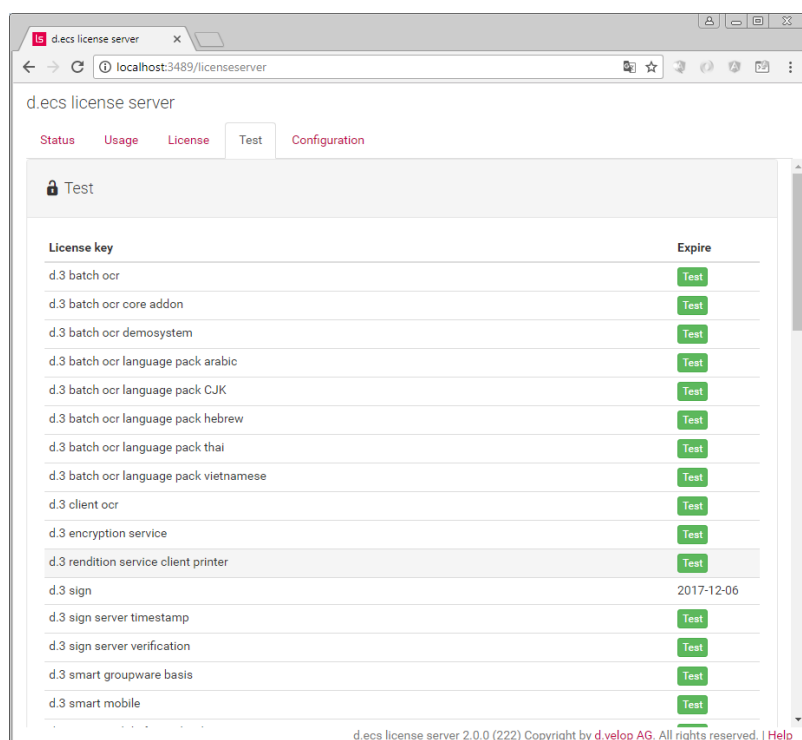 ls d.ecs license server
localhost:3489/licenseserver
d.ecs license server
Status Usage License Test Configuration
Test
License key Expire
d.3 batch ocr Test
d.3 batch ocr core addon Test
d.3 batch ocr demosystem Test
d.3 batch ocr language pack arabic Test
d.3 batch ocr language pack CJK Test
d.3 batch ocr language pack hebrew Test
d.3 batch ocr language pack thai Test
d.3 batch ocr language pack vietnamese Test
d.3 client ocr Test
d.3 encryption service Test
d.3 rendition service client printer Test
d.3 sign 2017-12-06
d.3 sign server timestamp Test
d.3 sign server verification Test
d.3 smart groupware basis Test
d.3 smart mobile Test
d.ecs license server 2.0.0 (222) Copyright by d.velop AG. All rights reserved. | Help